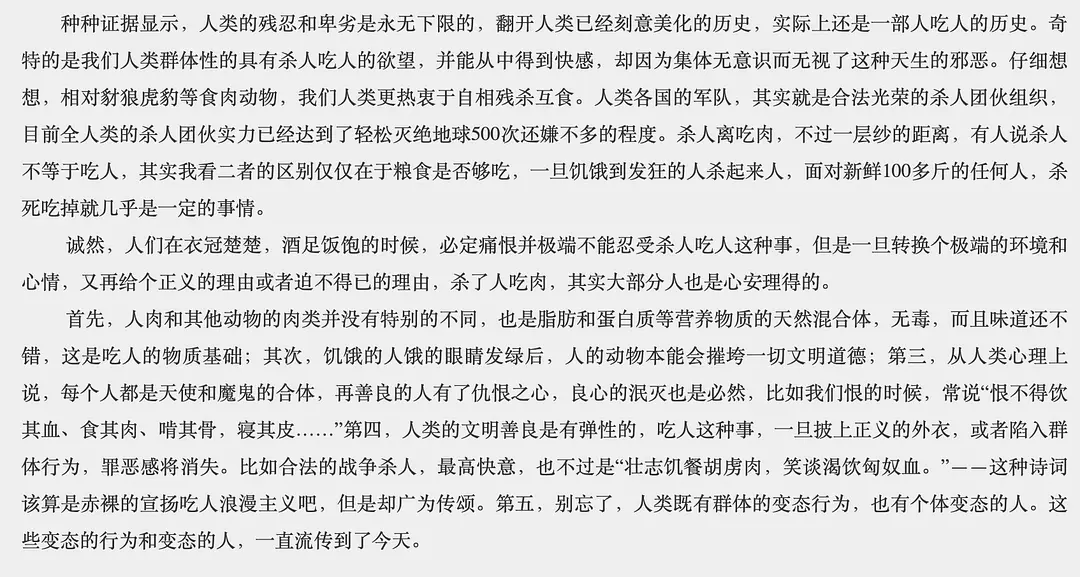 种种证据显示，人类的残忍和卑劣是永无下限的，翻开人类已经刻意美化的历史，实际上还是一部人吃人的历史。奇
特的是我们人类群体性的具有杀人吃人的欲望，并能从中得到快感，却因为集体无意识而无视了这种天生的邪恶。仔细想
想，相对豺狼虎豹等食肉动物，我们人类更热衷于自相残杀互食。人类各国的军队，其实就是合法光荣的杀人团伙组织，
目前全人类的杀人团伙实力已经达到了轻松灭绝地球500次还嫌不多的程度。杀人离吃肉，不过一层纱的距离，有人说杀人
不等于吃人，其实我看二者的区别仅仅在于粮食是否够吃，一旦饥饿到发狂的人杀起来人，面对新鲜100多斤的任何人，杀
死吃掉就几乎是一定的事情。
诚然，人们在衣冠楚楚，酒足饭饱的时候，必定痛恨并极端不能忍受杀人吃人这种事，但是一旦转换个极端的环境和
心情，又再给个正义的理由或者迫不得已的理由，杀了人吃肉，其实大部分人也是心安理得的。
首先，人肉和其他动物的肉类并没有特别的不同，也是脂肪和蛋白质等营养物质的天然混合体，无毒，而且味道还不
错，这是吃人的物质基础；其次，饥饿的人饿的眼睛发绿后，人的动物本能会摧垮一切文明道德；第三，从人类心理上
说，每个人都是天使和魔鬼的合体，再善良的人有了仇恨之心，良心的泯灭也是必然，比如我们恨的时候，常说“恨不得饮
其血、食其肉、啃其骨，寝其皮……”第四，人类的文明善良是有弹性的，吃人这种事，一旦披上正义的外衣，或者陷入群
体行为，罪恶感将消失。比如合法的战争杀人，最高快意，也不过是“壮志饥餐胡虏肉，笑谈渴饮匈奴血。”——这种诗词
该算是赤裸的宣扬吃人浪漫主义吧，但是却广为传颂。第五，别忘了，人类既有群体的变态行为，也有个体变态的人。这
些变态的行为和变态的人，一直流传到了今天。